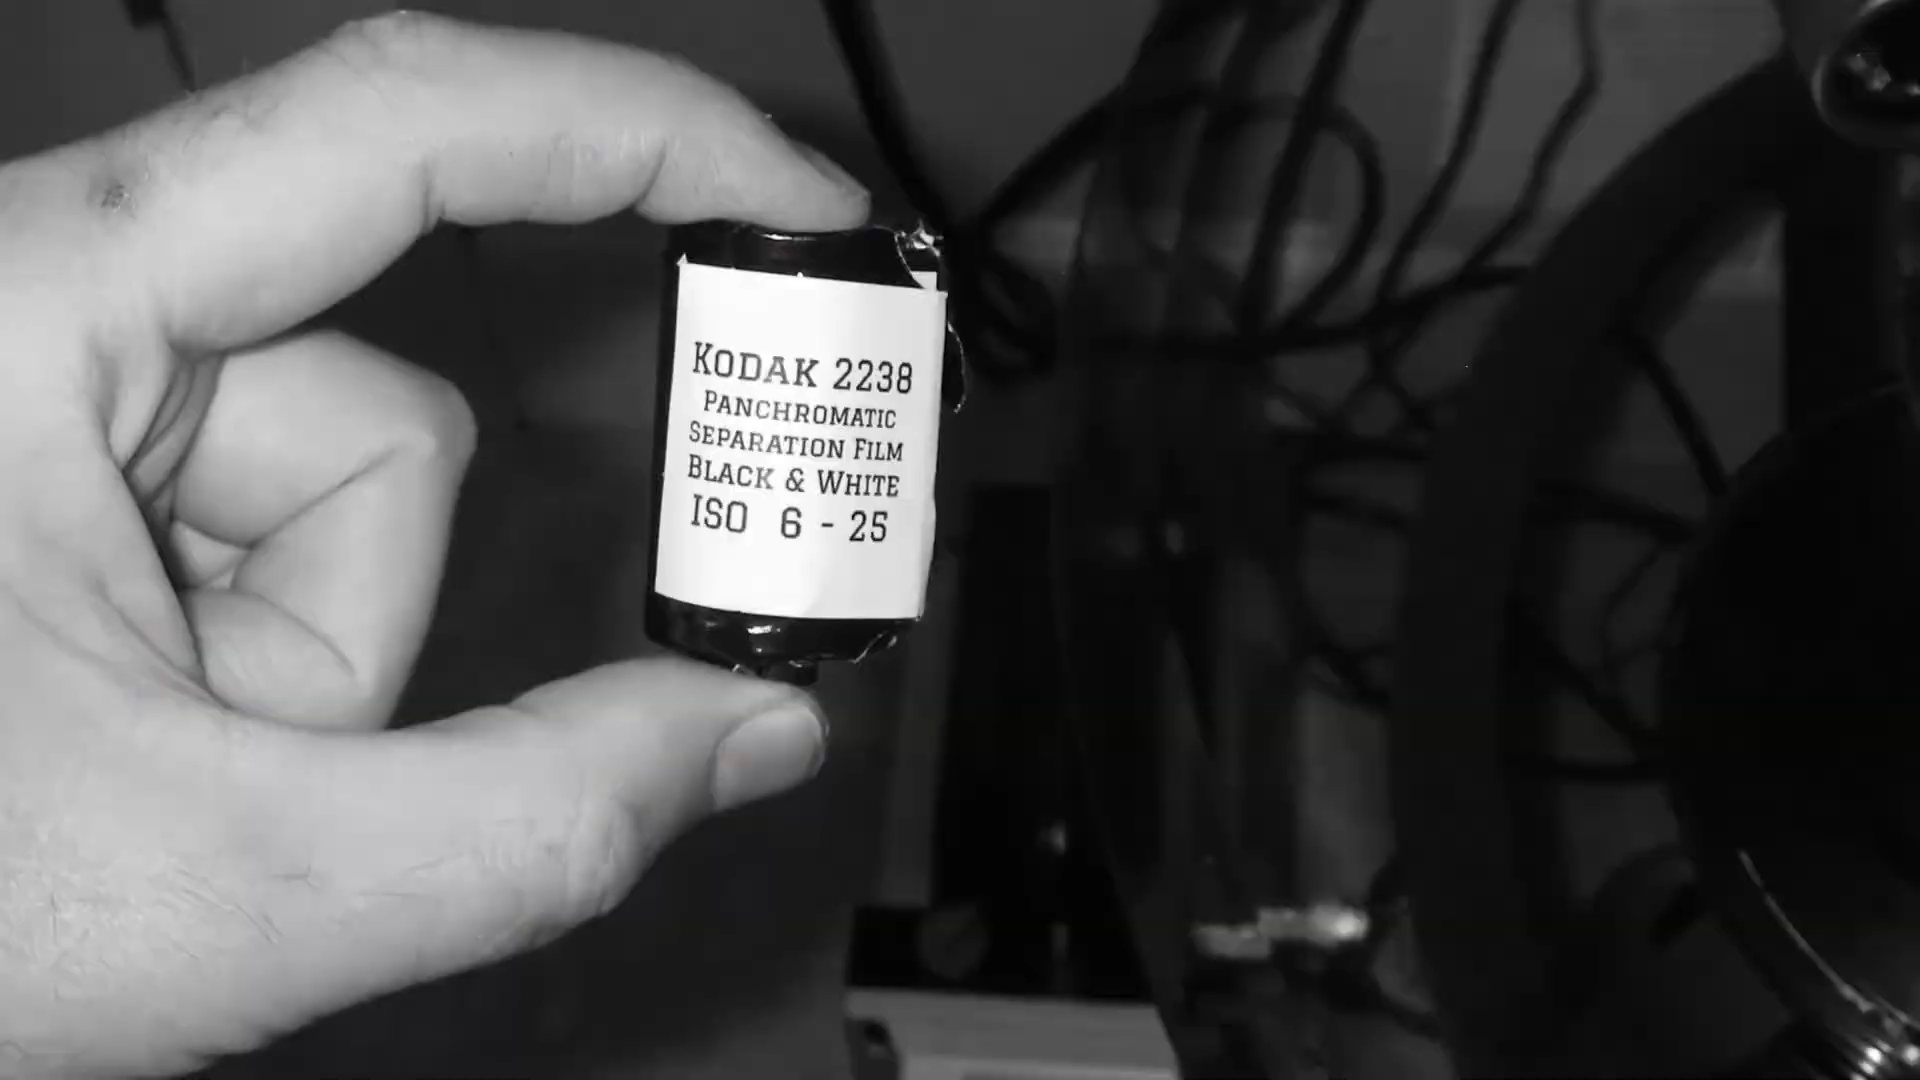 KODAK 2238
PANCHROMATIC
SEPARATION FILM
BLACK & WHITE
ISO 6 - 25